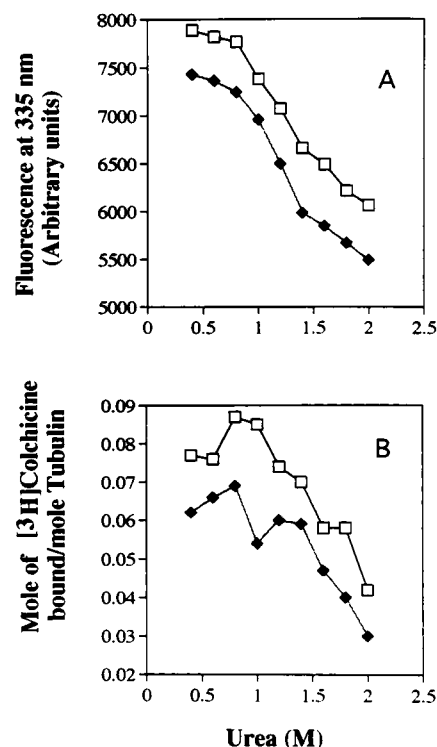 Fluorescence at 335 nm
(Arbitrary units)
8000
7500
7000
6500
6000
5500
5000
A
0 0.5 1 1.5 2 2.5
Mole of [3H]Colchicine
bound/mole Tubulin
0.09
0.08
0.07
0.06
0.05
0.04
0.03
0.02
B
0 0.5 1 1.5 2 2.5
Urea (M)